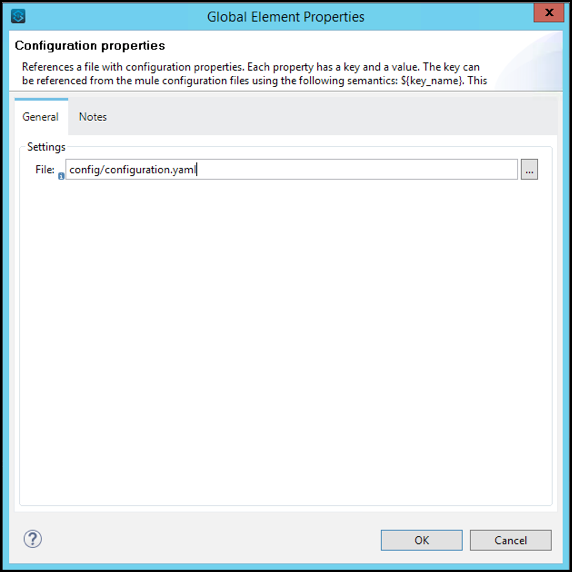 Global Element Properties
Configuration properties
References a file with configuration properties. Each property has a key and a value. The key can
be referenced from the mule configuration files using the following semantics: ${key_name}. This
General
Notes
Settings
File:
config/configuration.yaml
...
OK
Cancel